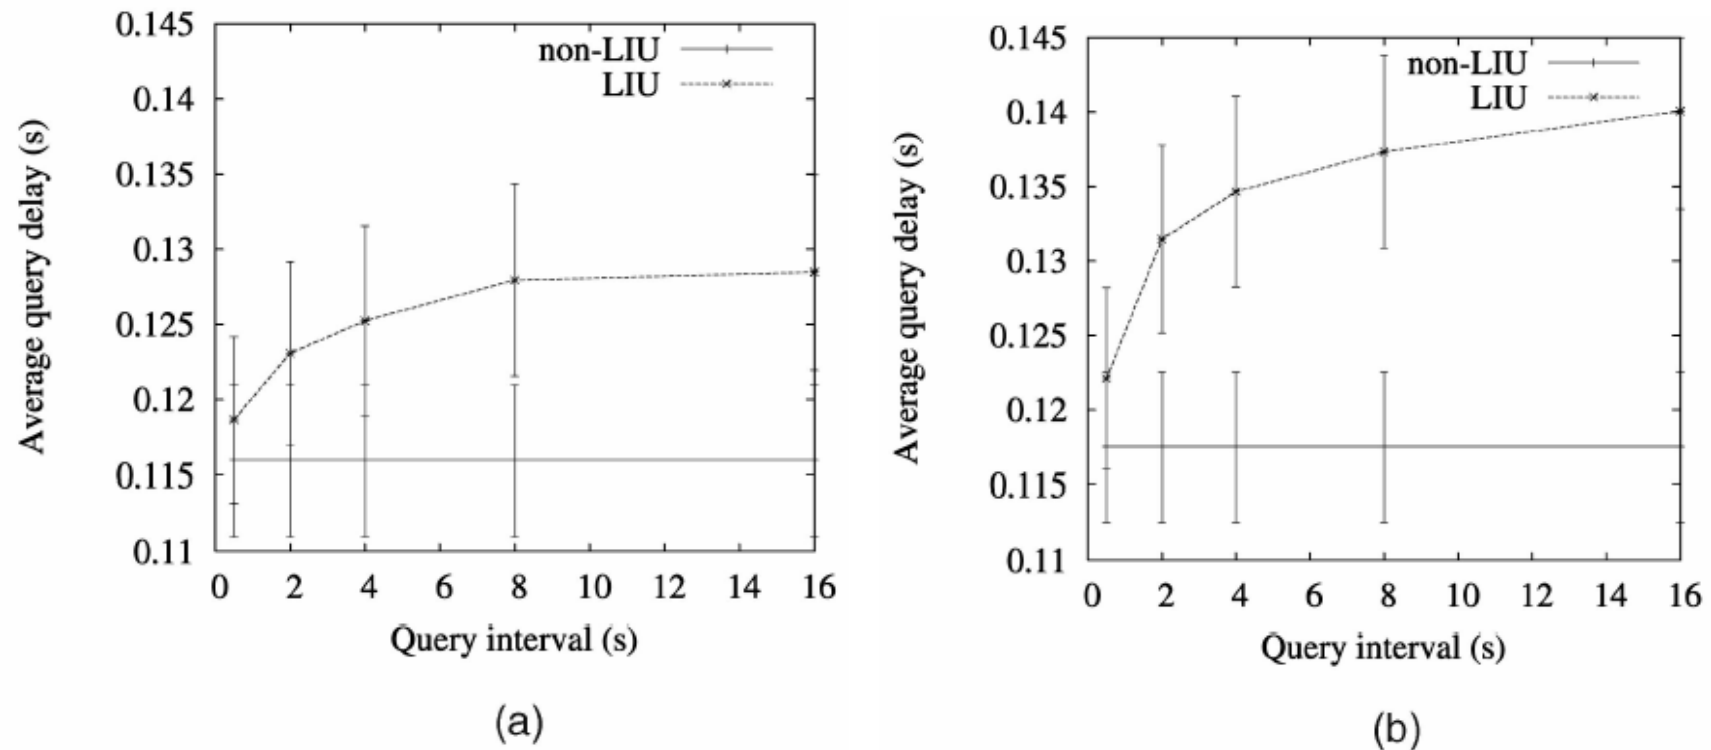 0.145
0.14
0.135
0.13
0.125
0.12
0.115
0.11
Average query delay (s)
non-LIU
LIU
0 2 4 6 8 10 12 14 16
Query interval (s)
(a)
0.145
0.14
0.135
0.13
0.125
0.12
0.115
0.11
Average query delay (s)
non-LIU
LIU
0 2 4 6 8 10 12 14 16
Query interval (s)
(b)